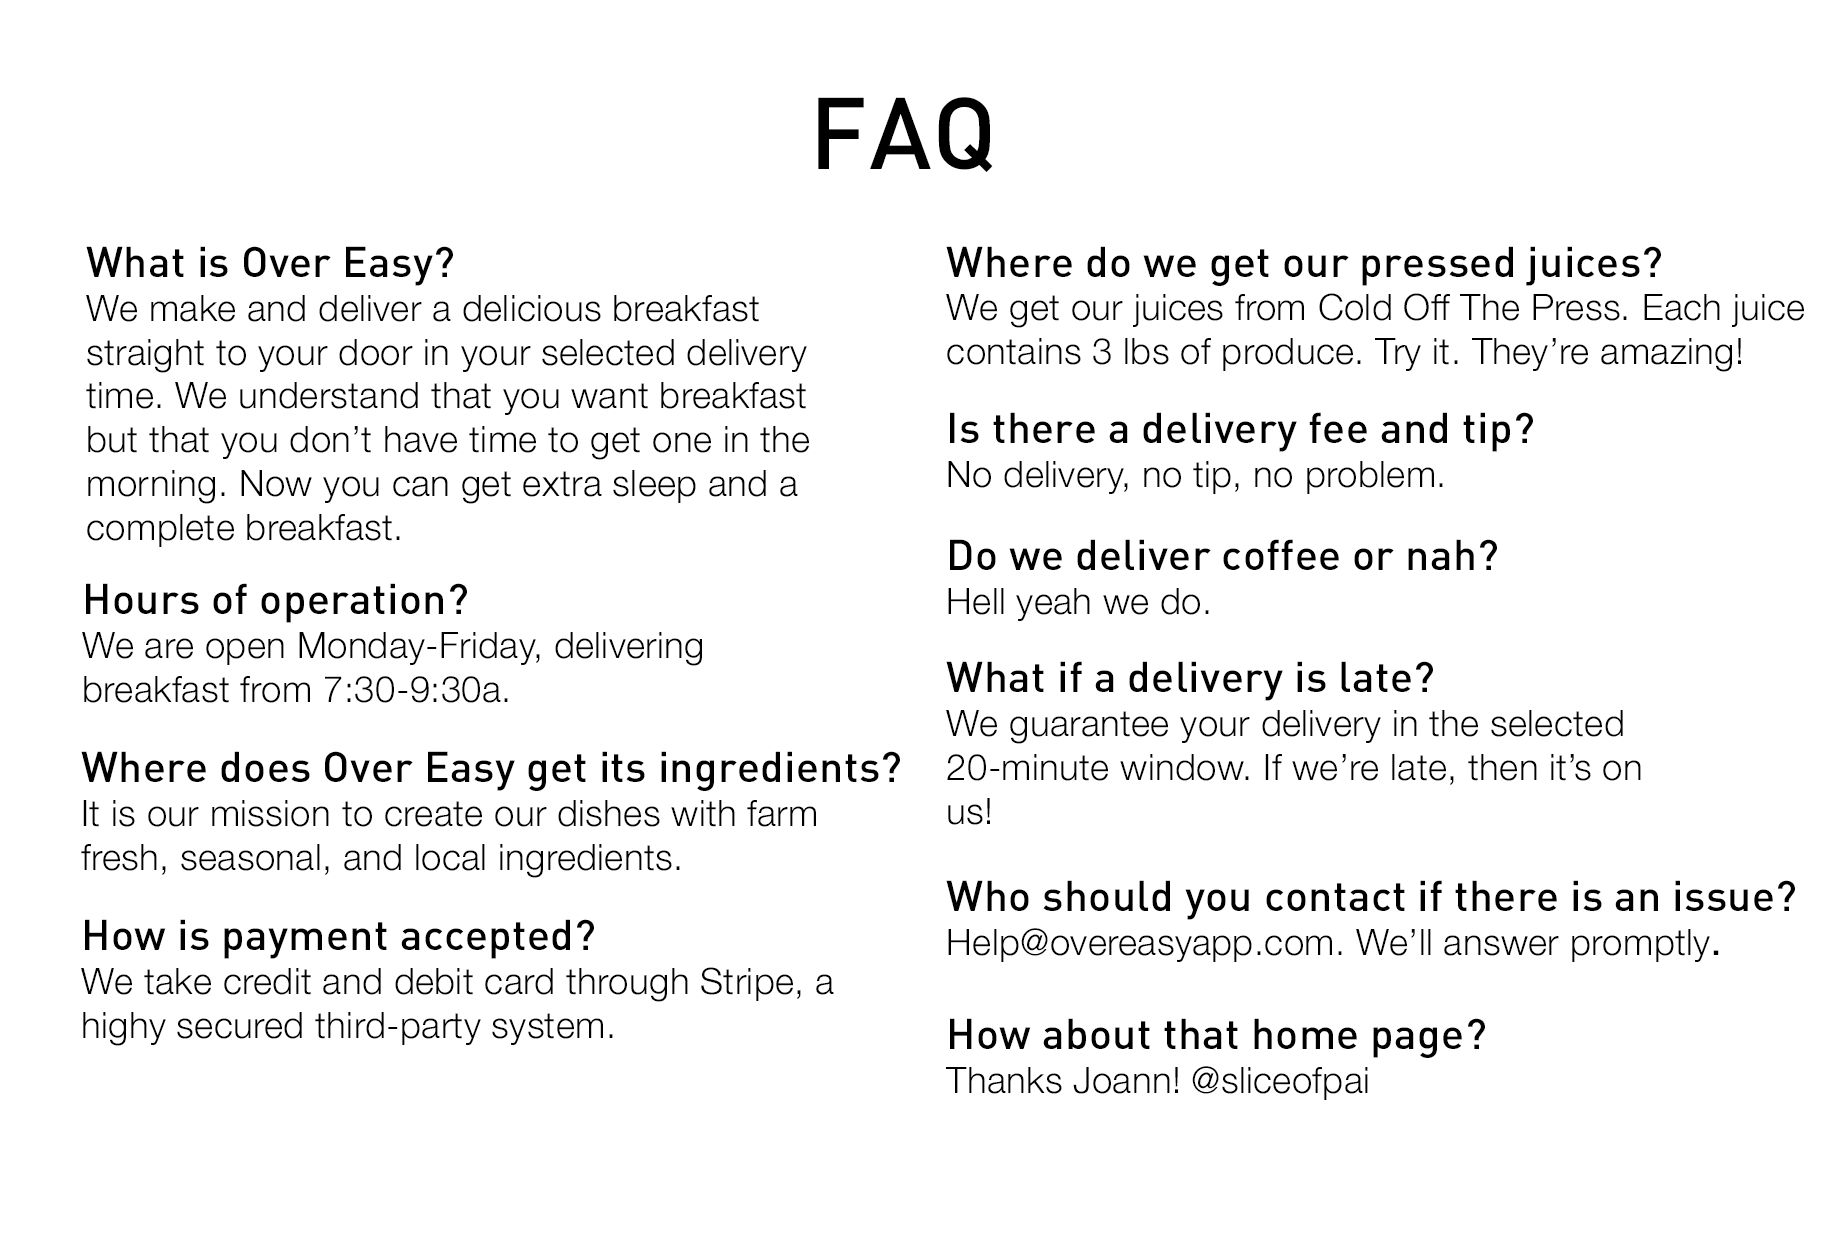 FAQ
What is Over Easy?
We make and deliver a delicious breakfast
straight to your door in your selected delivery
time. We understand that you want breakfast
but that you don’t have time to get one in the
morning. Now you can get extra sleep and a
complete breakfast.
Hours of operation?
We are open Monday-Friday, delivering
breakfast from 7:30-9:30a.
Where does Over Easy get its ingredients?
It is our mission to create our dishes with farm
fresh, seasonal, and local ingredients.
How is payment accepted?
We take credit and debit card through Stripe, a
highy secured third-party system.
Where do we get our pressed juices?
We get our juices from Cold Off The Press. Each juice
contains 3 lbs of produce. Try it. They’re amazing!
Is there a delivery fee and tip?
No delivery, no tip, no problem.
Do we deliver coffee or nah?
Hell yeah we do.
What if a delivery is late?
We guarantee your delivery in the selected
20-minute window. If we’re late, then it’s on
us!
Who should you contact if there is an issue?
Help@overeasyapp.com. We’ll answer promptly.
How about that home page?
Thanks Joann! @sliceofpai